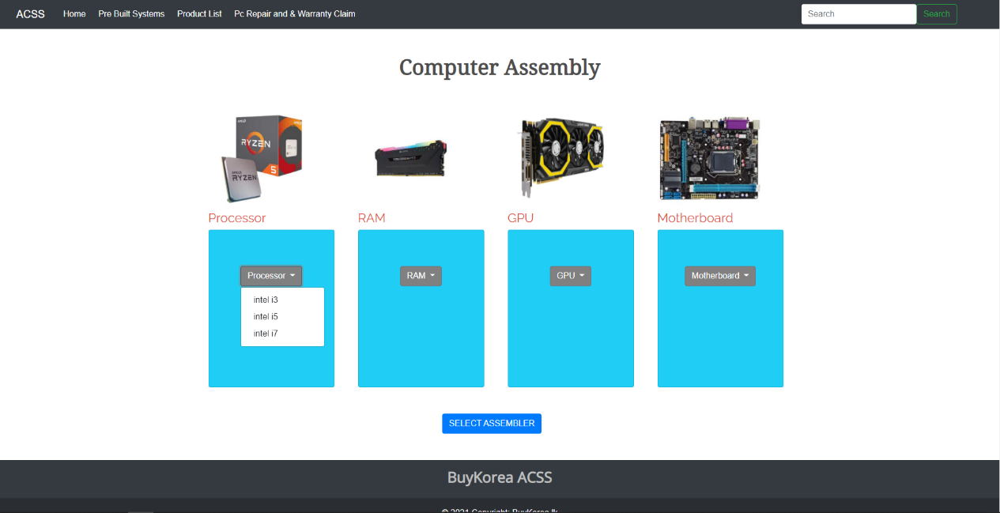 ACSS Home Pre Built Systems Product List Pc Repair and & Warranty Claim Search Search
Computer Assembly
RYZEN
5
AMD
RYZEN
Processor RAM GPU Motherboard
Processor RAM GPU Motherboard
intel i3
intel i5
intel i7
SELECT ASSEMBLER
BuyKorea ACSS
© 2021 Copyright: BuyKorea.lk